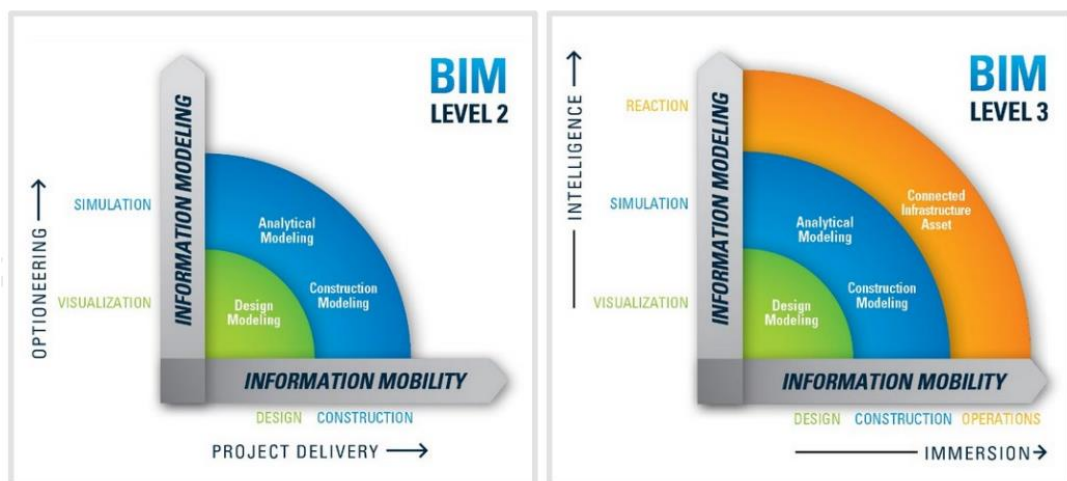 BIM
LEVEL 2
INFORMATION MODELING
OPTIONEERING
SIMULATION
VISUALIZATION
Analytical
Modeling
Construction
Modeling
Design
Modeling
INFORMATION MOBILITY
DESIGN CONSTRUCTION
PROJECT DELIVERY
BIM
LEVEL 3
INFORMATION MODELING
INTELLIGENCE
REACTION
SIMULATION
VISUALIZATION
Connected
Infrastructure
Asset
Analytical
Modeling
Construction
Modeling
Design
Modeling
INFORMATION MOBILITY
DESIGN CONSTRUCTION OPERATIONS
IMMERSION